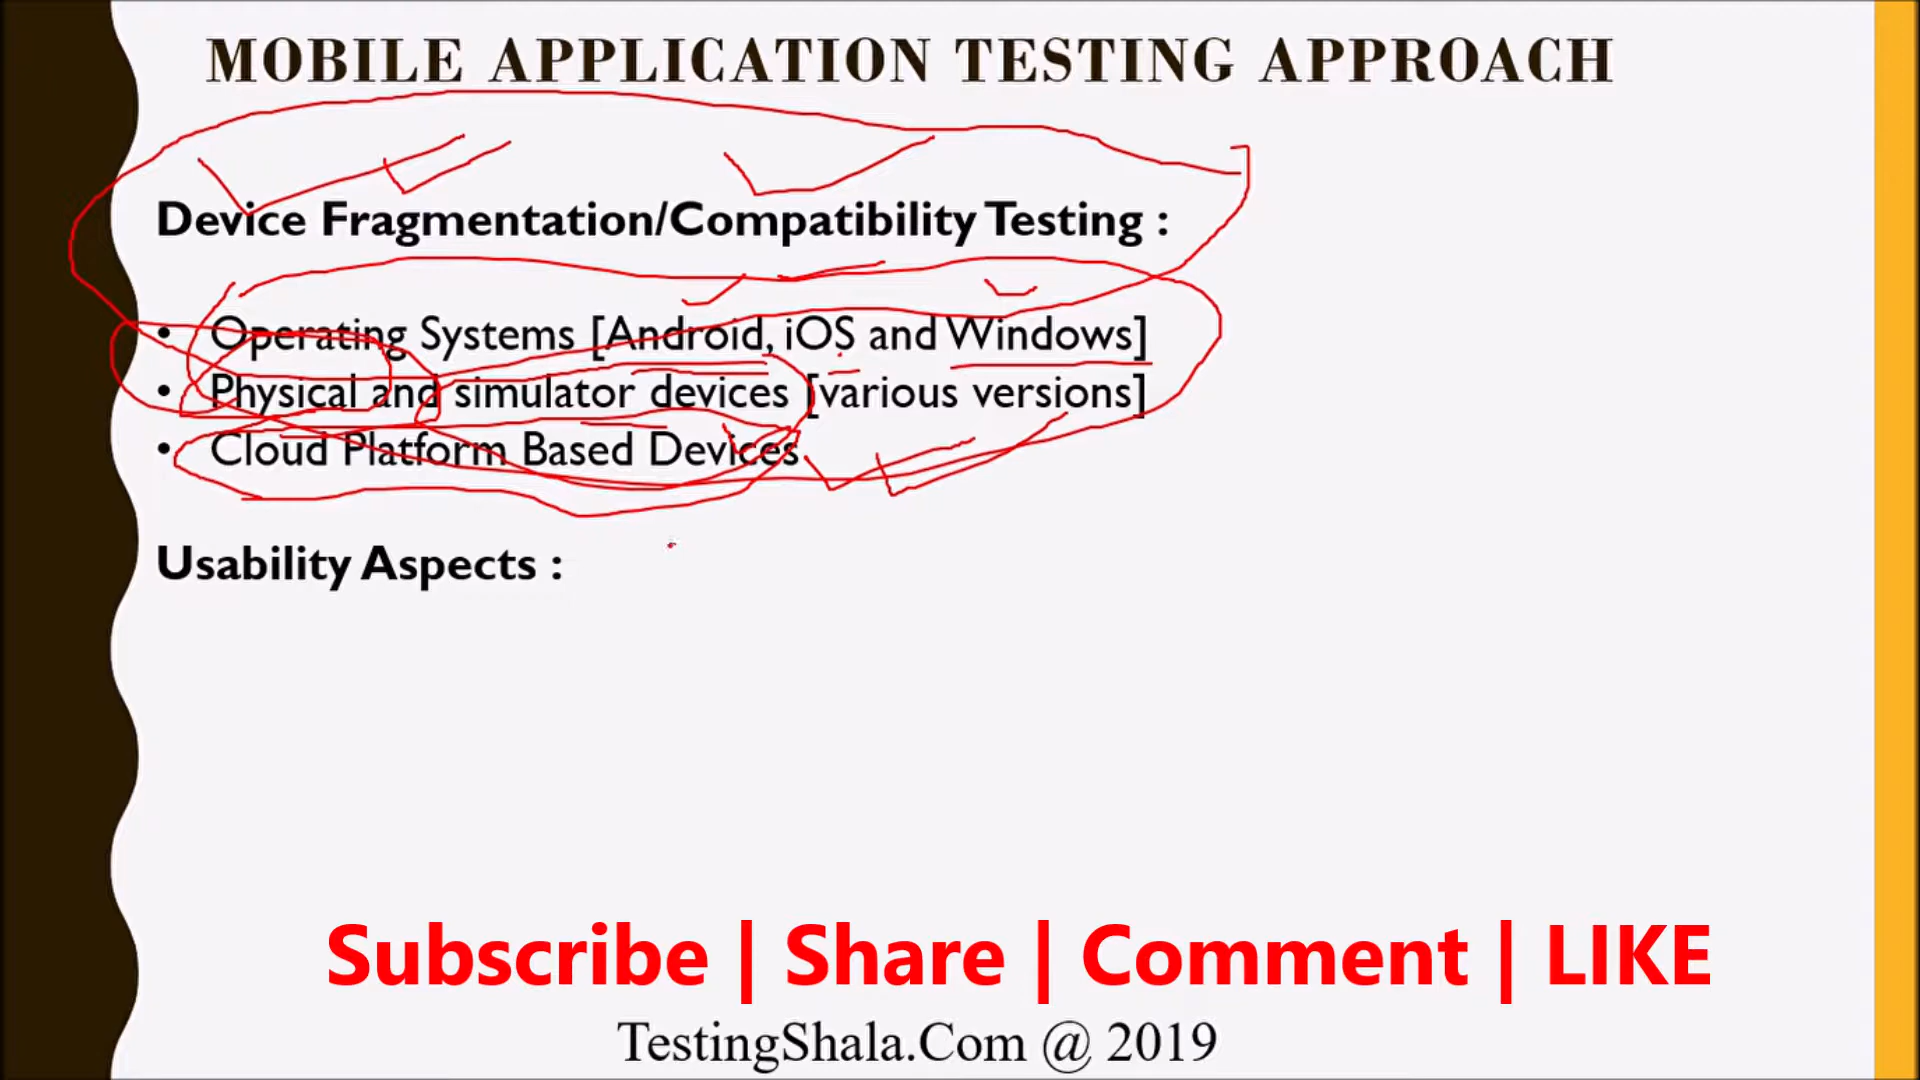 MOBILE APPLICATION TESTING APPROACH
Device Fragmentation/Compatibility Testing :
• Operating Systems [Android, iOS and Windows]
• Physical and simulator devices [various versions]
• Cloud Platform Based Devices
Usability Aspects :
Subscribe | Share | Comment | LIKE
TestingShala.Com @ 2019